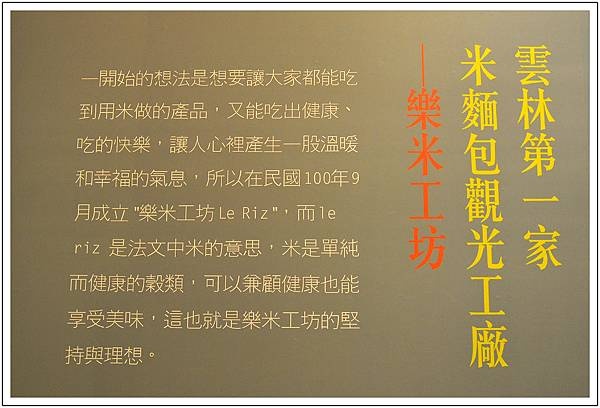 雲林第一家
米麵包觀光工廠
—樂米工坊
一開始的想法是想要讓大家都能吃
到用米做的產品，又能吃出健康、
吃的快樂，讓人心裡產生一股溫暖
和幸福的氣息，所以在民國100年9
月成立"樂米工坊Le Riz"，而le
riz 是法文中米的意思，米是單純
而健康的穀類，可以兼顧健康也能
享受美味，這也就是樂米工坊的堅
持與理想。